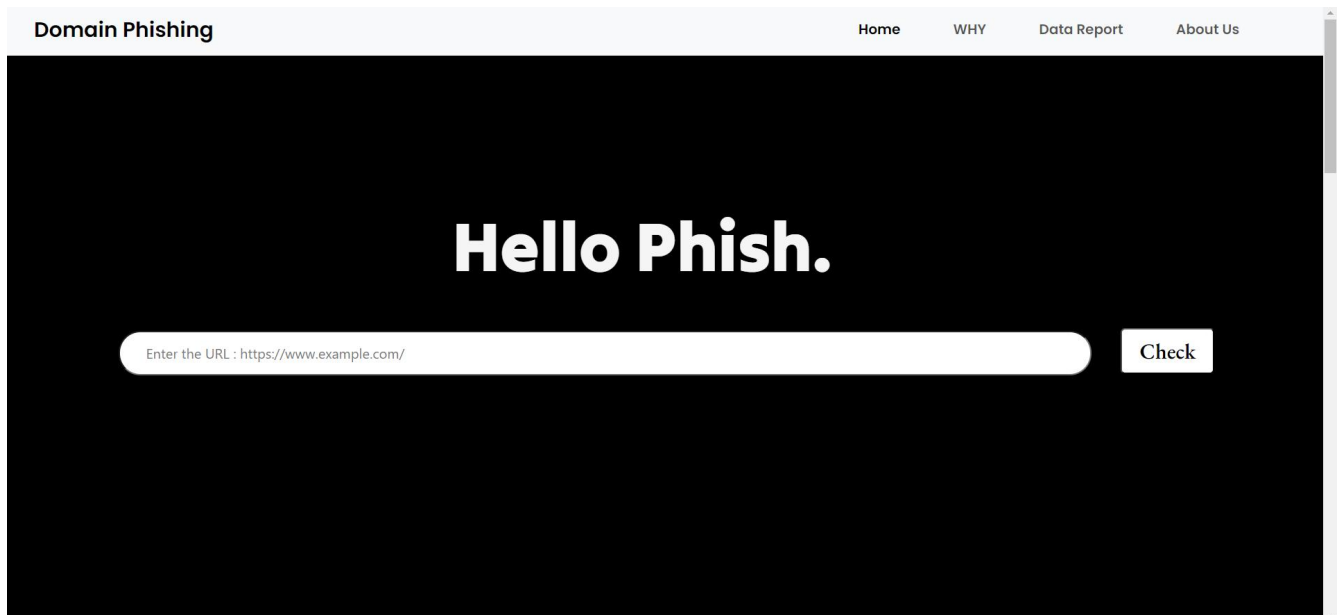 Domain Phishing Home WHY Data Report About Us
Hello Phish.
Enter the URL : https://www.example.com/ Check